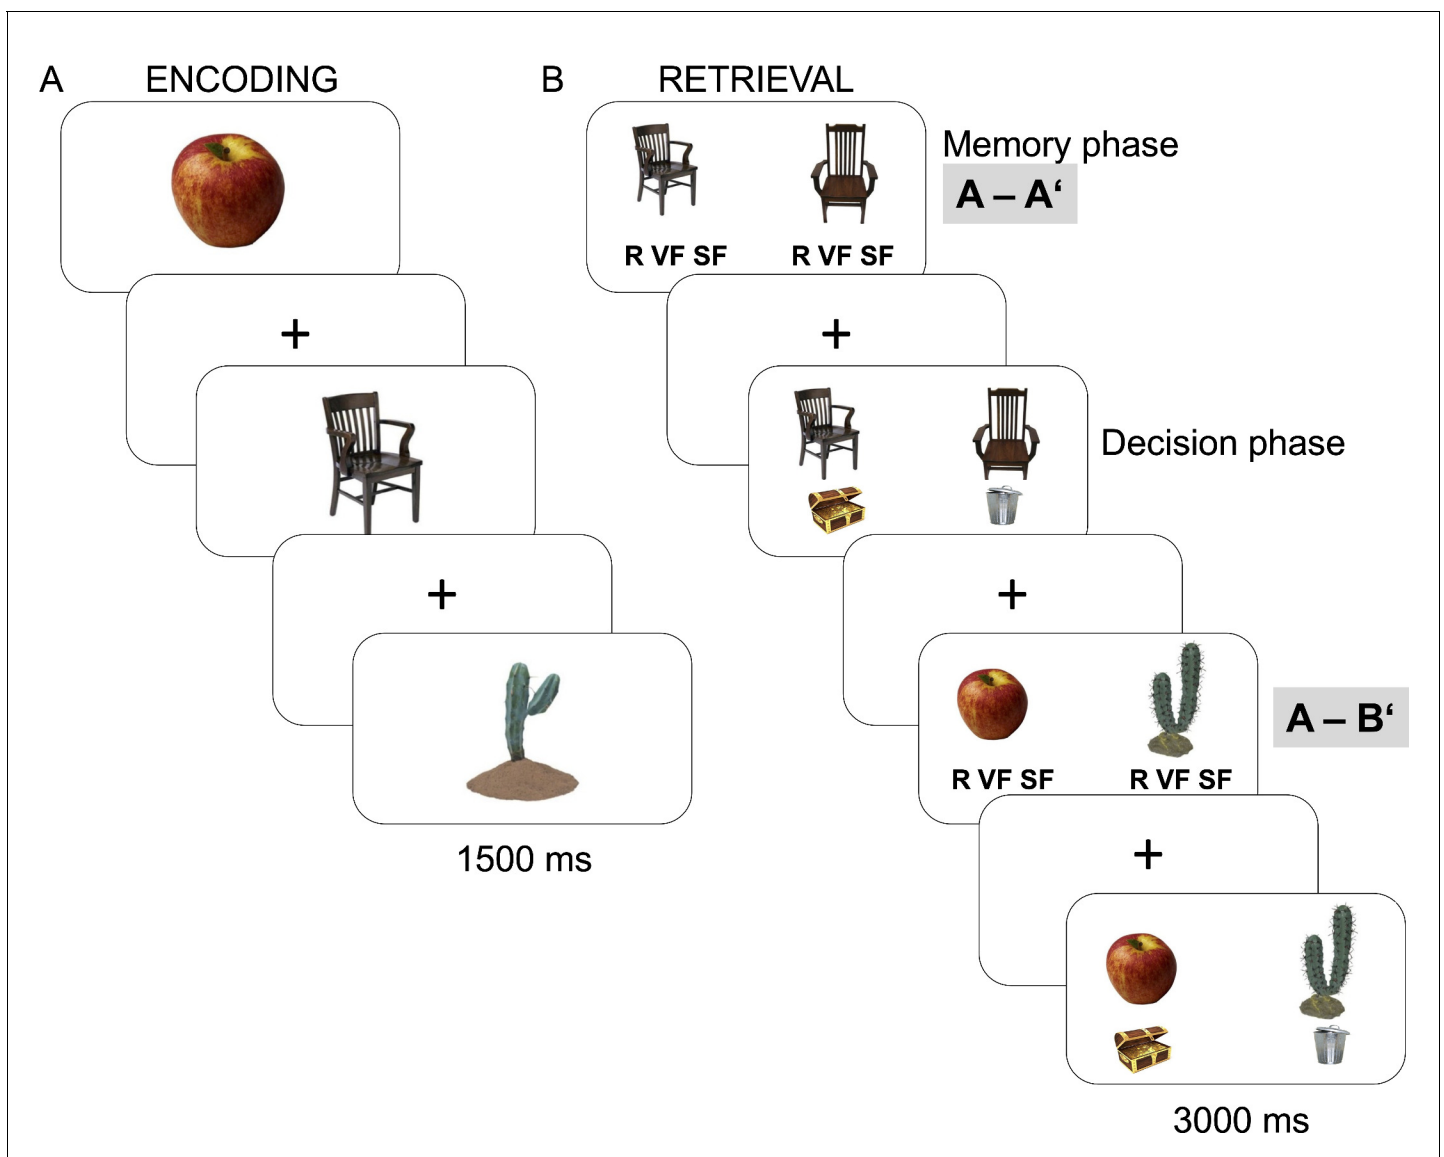 A ENCODING
1500 ms
B RETRIEVAL
Memory phase
A – A‘
R VF SF R VF SF
Decision phase
A – B‘
R VF SF R VF SF
3000 ms